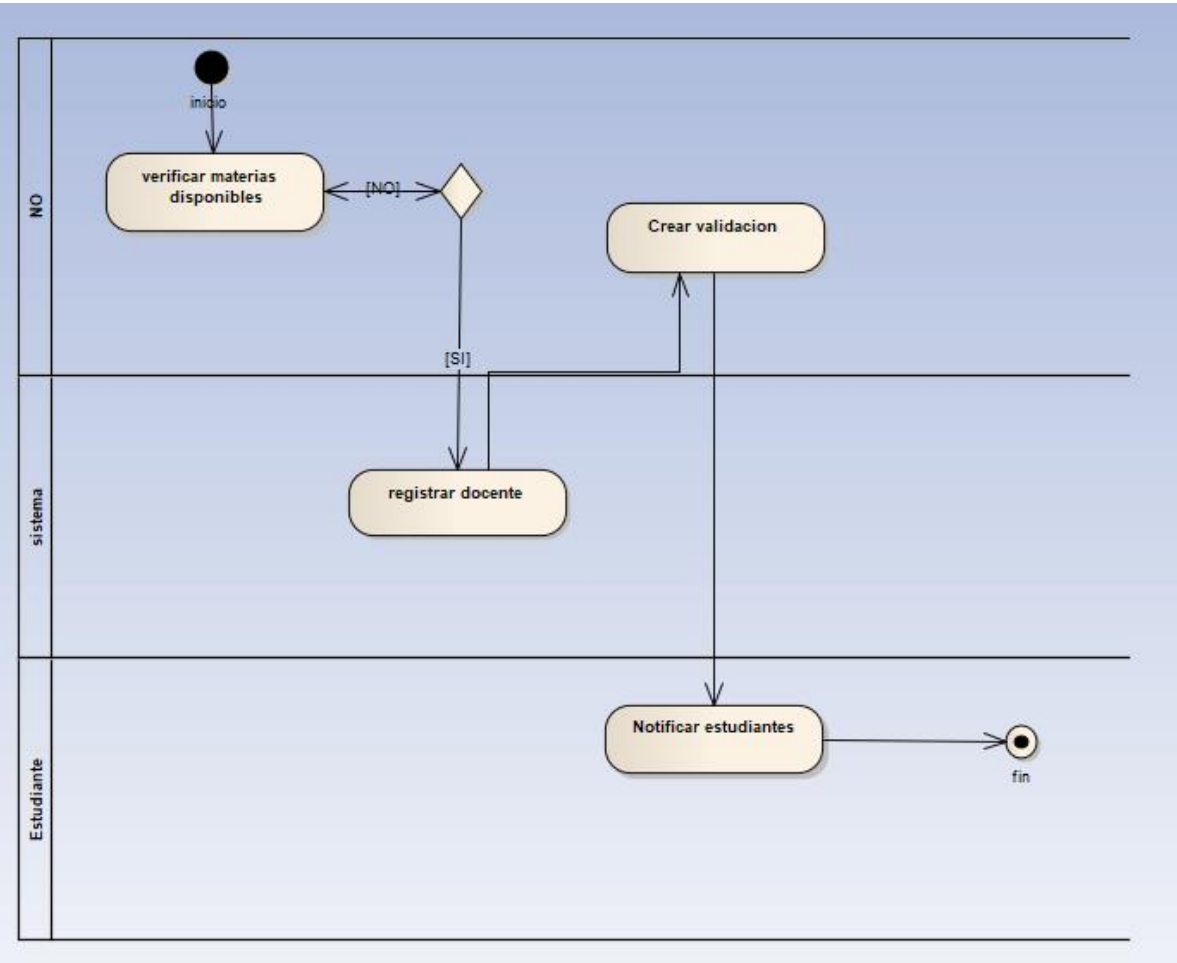 inicio
verificar materias
disponibles
[NO]
Crear validacion
NO
[SI]
registrar docente
sistema
Notificar estudiantes
fin
Estudiante